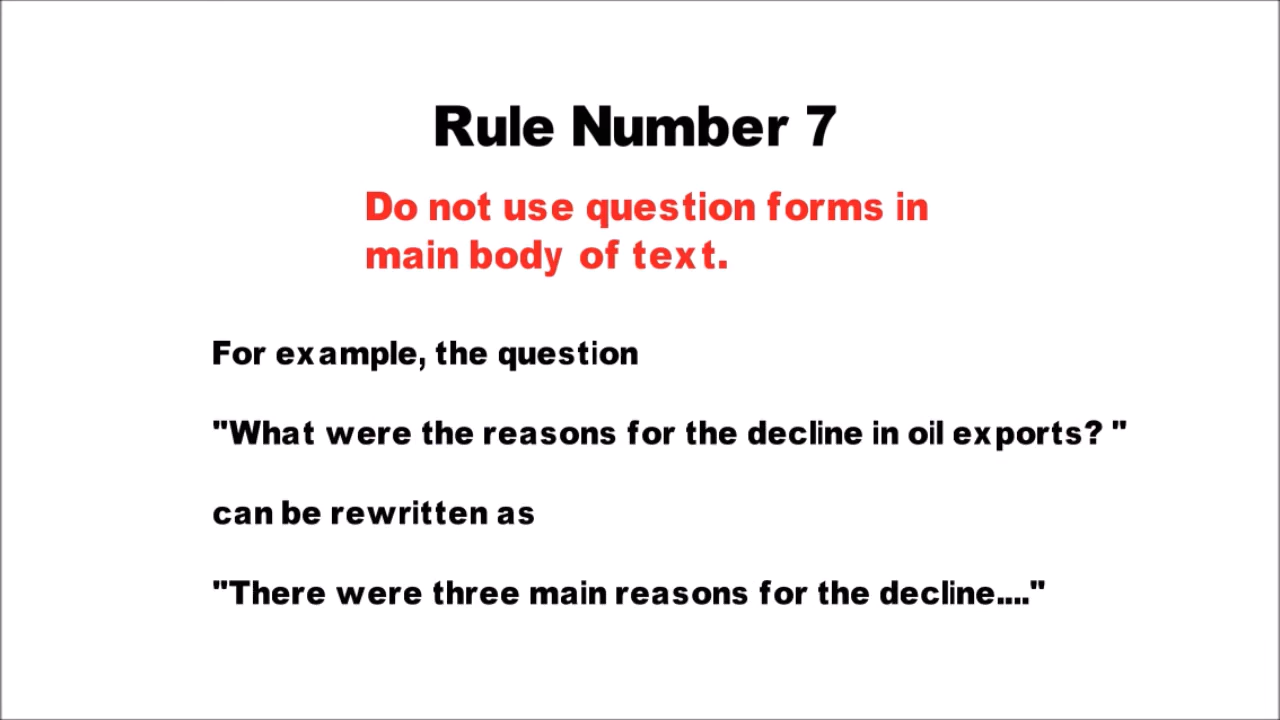 Rule Number 7
Do not use question forms in
main body of text.
For example, the question
"What were the reasons for the decline in oil exports? "
can be rewritten as
"There were three main reasons for the decline...."